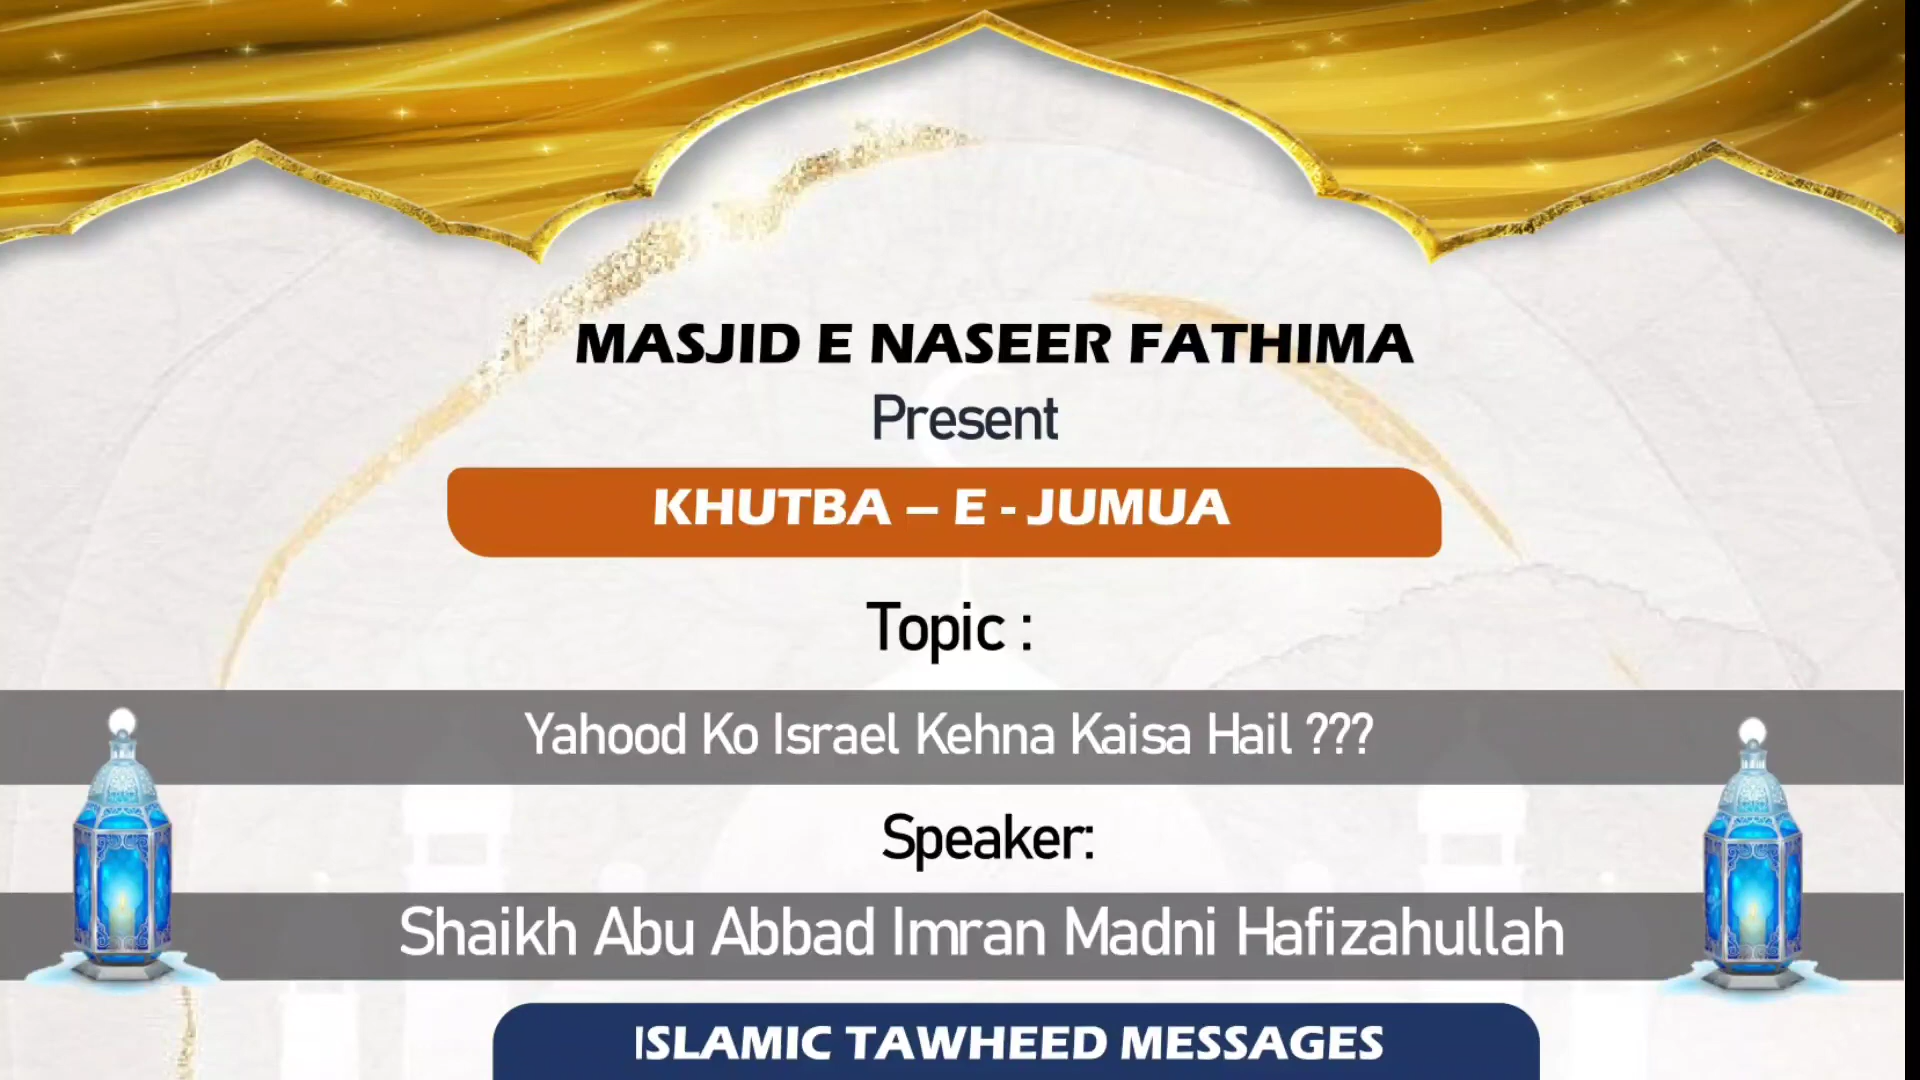 MASJID E NASEER FATHIMA
Present
KHUTBA – E - JUMUA
Topic :
Yahood Ko Israel Kehna Kaisa Hail ???
Speaker:
Shaikh Abu Abbad Imran Madni Hafizahullah
ISLAMIC TAWHEED MESSAGES